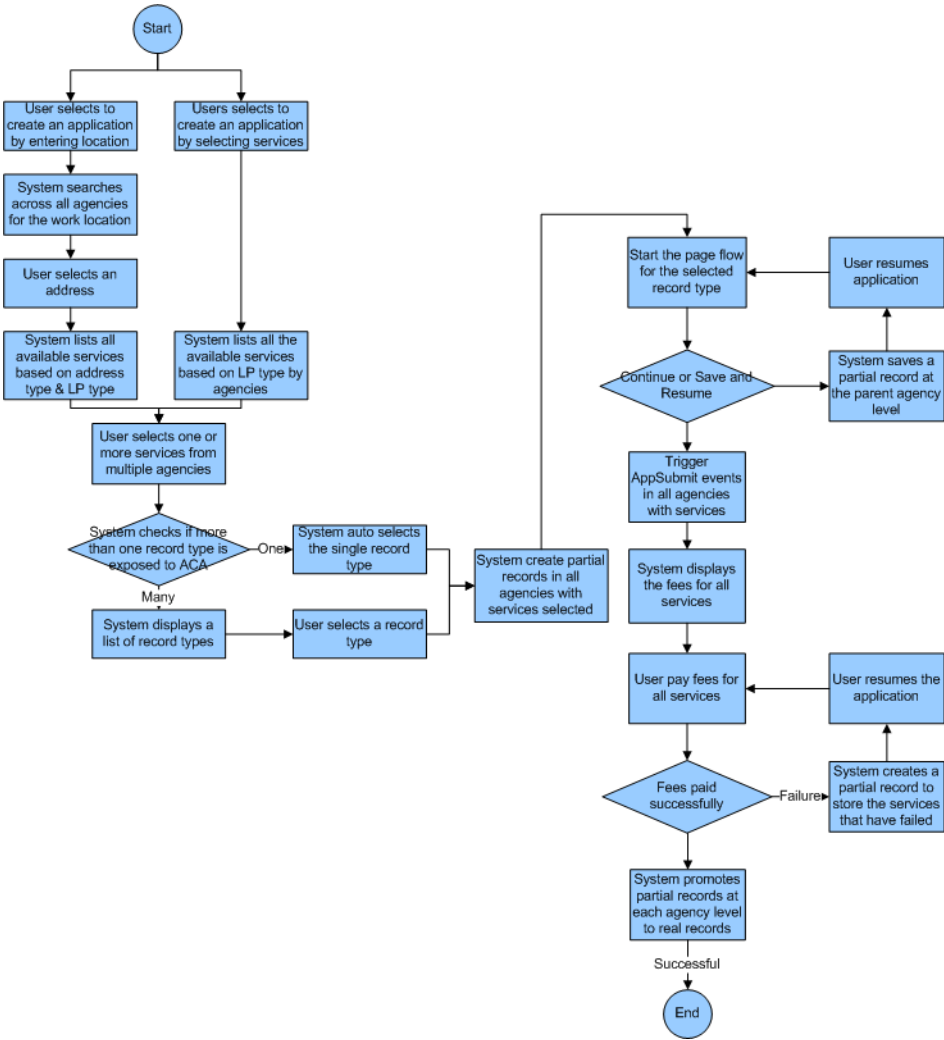 Start
User selects to
create an application
by entering location
Users selects to
create an application
by selecting services
System searches
across all agencies
for the work location
User selects an
address
System lists all
available services
based on address
type & LP type
System lists all the
available services
based on LP type by
agencies
User selects one or
more services from
multiple agencies
System checks if more
than one record type is
exposed to ACA
One
System auto selects
the single record
type
Many
System displays a
list of record types
User selects a record
type
System create partial
records in all
agencies with
services selected
Start the page flow
for the selected
record type
User resumes
application
Continue or Save and
Resume
System saves a
partial record at
the parent agency
level
Trigger
AppSubmit events
in all agencies
with services
System displays
the fees for all
services
User pay fees for
all services
User resumes the
application
Fees paid
successfully
Failure
System creates a
partial record to
store the services
that have failed
System promotes
partial records at
each agency level
to real records
Successful
End